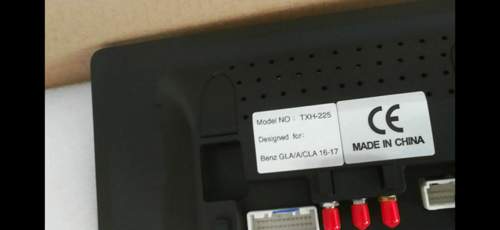 Model NO : TXH-225
Designed for:
Benz GLA/A/CLA 16-17
CE
MADE IN CHINA